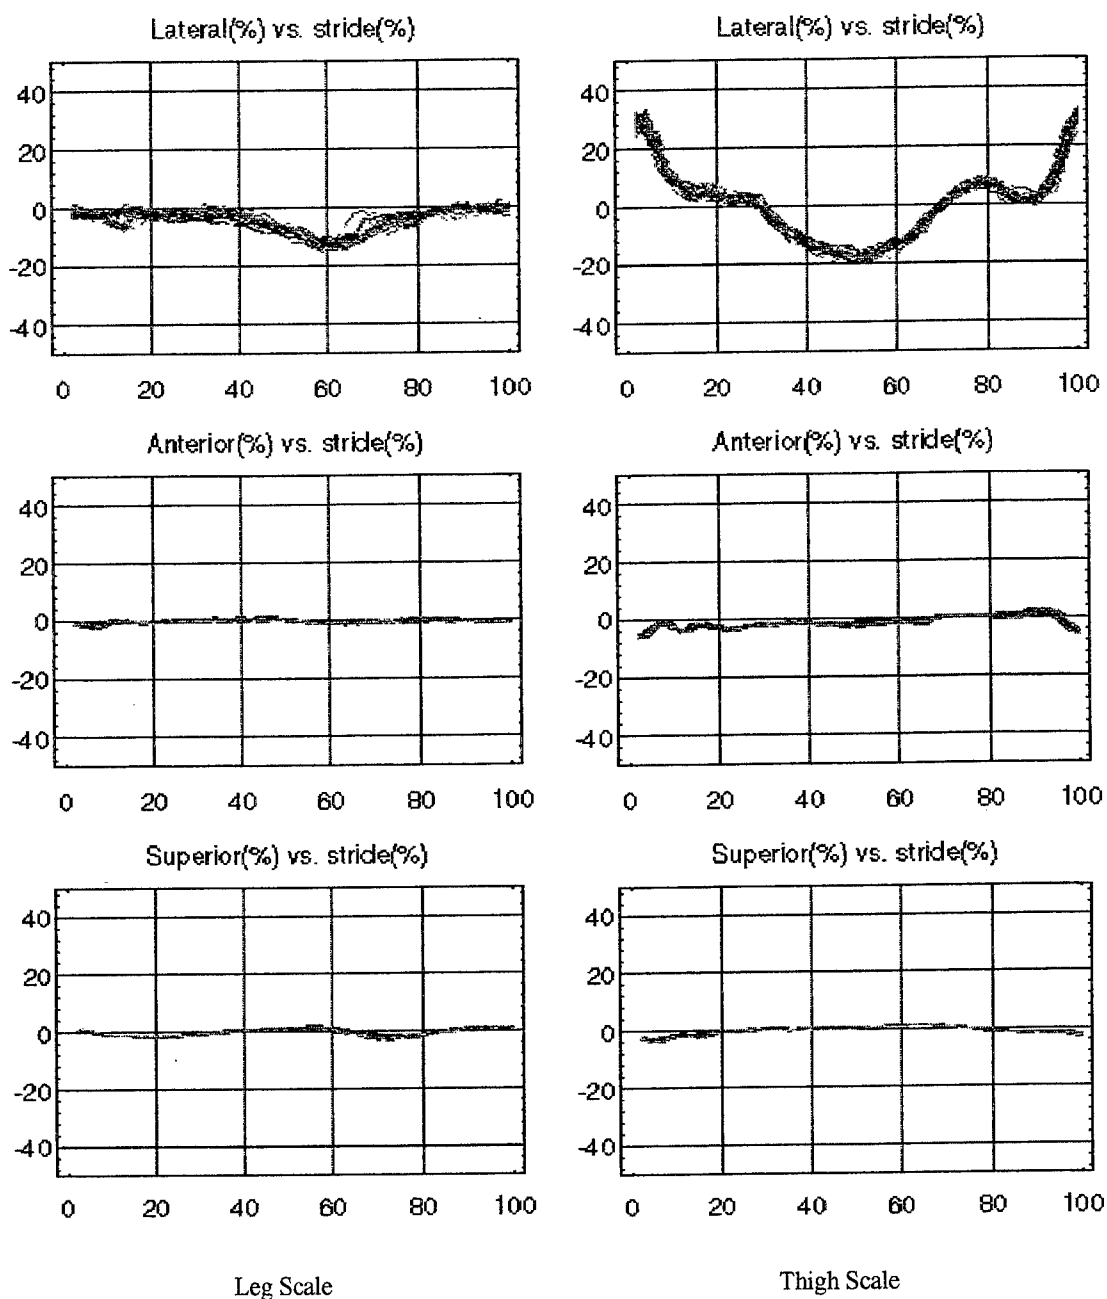 Lateral(%) vs. stride(%)
40
20
0
-20
-40
0 20 40 60 80 100
Lateral(%) vs. stride(%)
40
20
0
-20
-40
0 20 40 60 80 100
Anterior(%) vs. stride(%)
40
20
0
-20
-40
0 20 40 60 80 100
Anterior(%) vs. stride(%)
40
20
0
-20
-40
0 20 40 60 80 100
Superior(%) vs. stride(%)
40
20
0
-20
-40
0 20 40 60 80 100
Superior(%) vs. stride(%)
40
20
0
-20
-40
0 20 40 60 80 100
Leg Scale
Thigh Scale